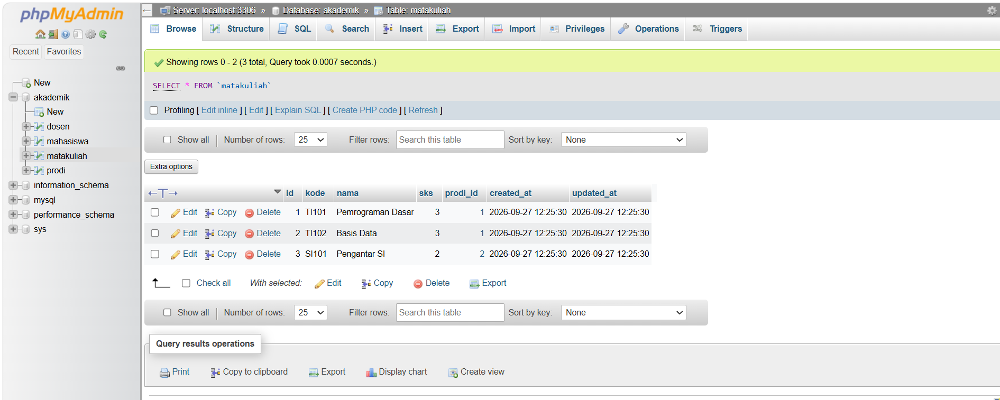 phpMyAdmin
Recent Favorites
New
akademik
New
dosen
mahasiswa
matakuliah
prodi
information_schema
mysql
performance_schema
sys
Server: localhost:3306 » Database: akademik » Table: matakuliah
Browse Structure SQL Search Insert Export Import Privileges Operations Triggers
Showing rows 0 - 2 (3 total, Query took 0.0007 seconds.)
SELECT * FROM `matakuliah`
Profiling [ Edit inline ] [ Edit ] [ Explain SQL ] [ Create PHP code ] [ Refresh ]
Show all | Number of rows: 25 Filter rows: Search this table Sort by key: None
Extra options
id kode nama sks prodi_id created_at updated_at
Edit Copy Delete 1 TI101 Pemrograman Dasar 3 1 2026-09-27 12:25:30 2026-09-27 12:25:30
Edit Copy Delete 2 TI102 Basis Data 3 1 2026-09-27 12:25:30 2026-09-27 12:25:30
Edit Copy Delete 3 SI101 Pengantar SI 2 2 2026-09-27 12:25:30 2026-09-27 12:25:30
Check all With selected: Edit Copy Delete Export
Show all | Number of rows: 25 Filter rows: Search this table Sort by key: None
Query results operations
Print Copy to clipboard Export Display chart Create view